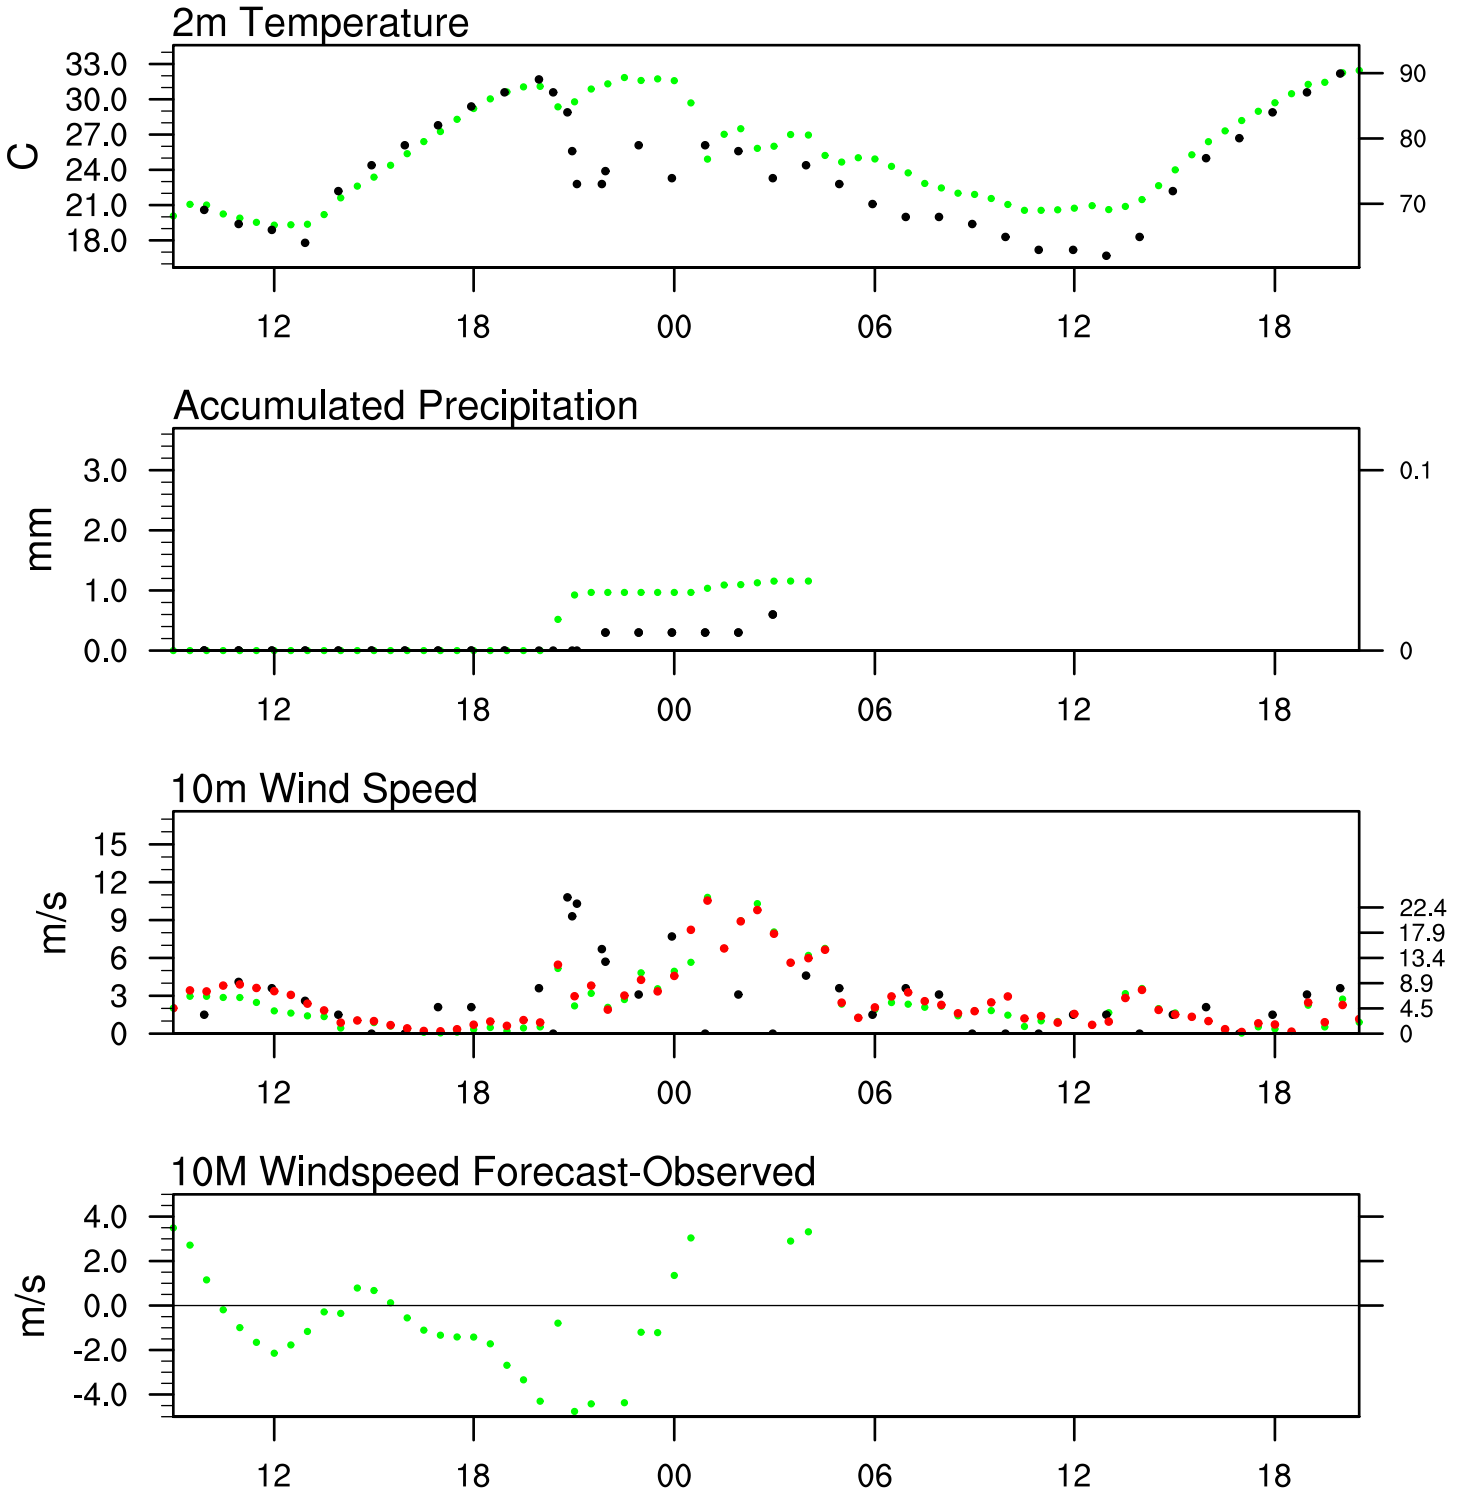 2m Temperature
33.0
30.0
27.0
24.0
21.0
18.0
C
90
80
70
12 18 00 06 12 18
Accumulated Precipitation
3.0
2.0
1.0
0.0
mm
0.1
0
12 18 00 06 12 18
10m Wind Speed
15
12
9
6
3
0
m/s
22.4
17.9
13.4
8.9
4.5
0
12 18 00 06 12 18
10M Windspeed Forecast-Observed
4.0
2.0
0.0
-2.0
-4.0
m/s
12 18 00 06 12 18